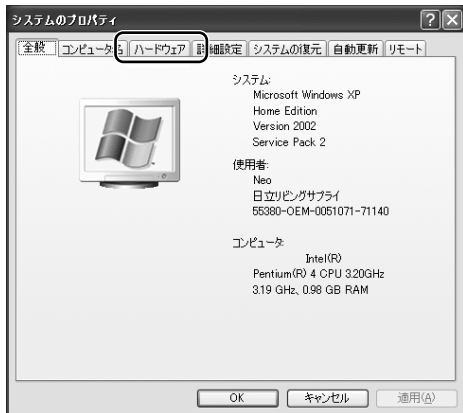 システムのプロパティ
全般 コンピュータ名 ハードウェア 詳細設定 システムの復元 自動更新 リモート
システム:
Microsoft Windows XP
Home Edition
Version 2002
Service Pack 2
使用者:
Neo
日立リビングサプライ
55380-OEM-0051071-71140
コンピュータ:
Intel(R)
Pentium(R) 4 CPU 3.20GHz
3.19 GHz、0.98 GB RAM
OK キャンセル 適用(A)